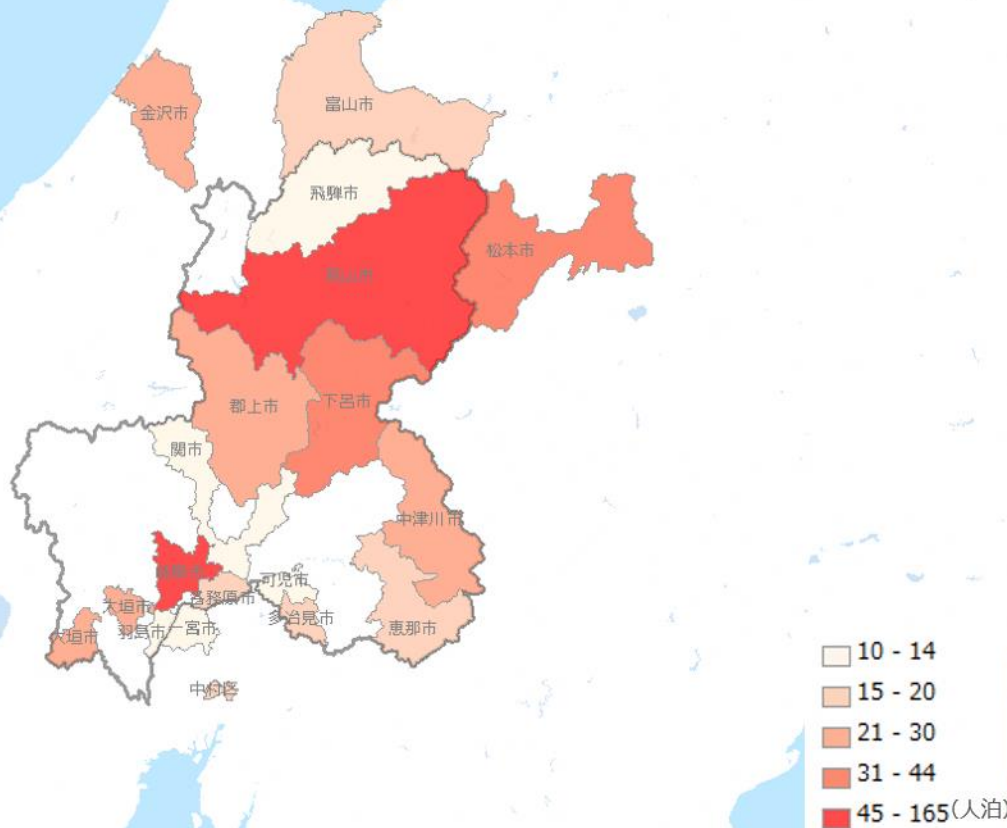 金沢市
富山市
飛騨市
松本市
高山市
郡上市
下呂市
関市
中津川市
岐阜市
可児市
各務原市
大垣市
多治見市
羽島市
一宮市
恵那市
大垣市
中村区
10 - 14
15 - 20
21 - 30
31 - 44
45 - 165(人泊)